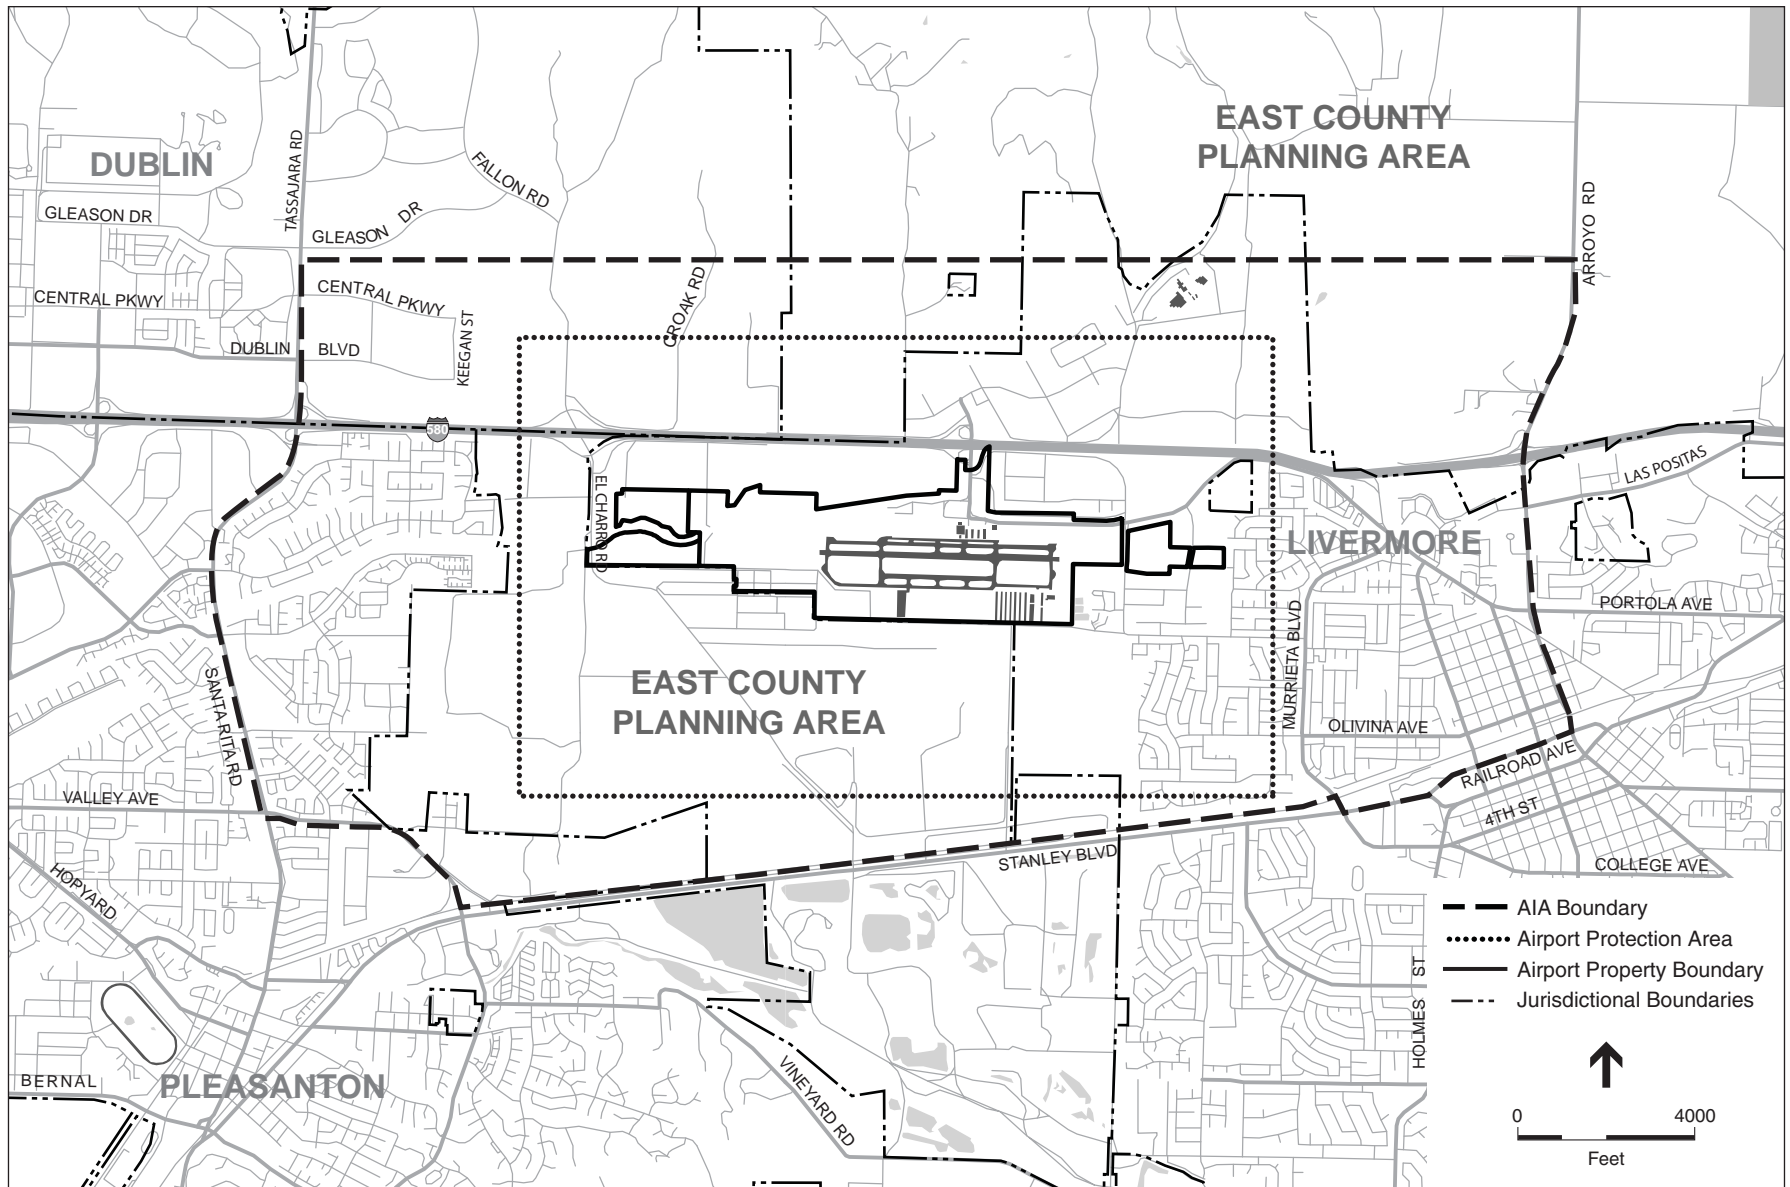 EAST COUNTY
PLANNING AREA
DUBLIN
TASSAJARA RD
FALLON RD
GLEASON DR
GLEASON DR
ARROYO RD
CROAK RD
CENTRAL PKWY
CENTRAL PKWY
KEEGAN ST
DUBLIN BLVD
580
EL CHARRO RD
LAS POSITAS
LIVERMORE
PORTOLA AVE
MURRIETA BLVD
EAST COUNTY
PLANNING AREA
SANTA RITA RD
OLIVINA AVE
RAILROAD AVE
VALLEY AVE
4TH ST
STANLEY BLVD
COLLEGE AVE
HOPYARD
AIA Boundary
Airport Protection Area
Airport Property Boundary
Jurisdictional Boundaries
HOLMES ST
BERNAL
PLEASANTON
VINEYARD RD
0 4000
Feet